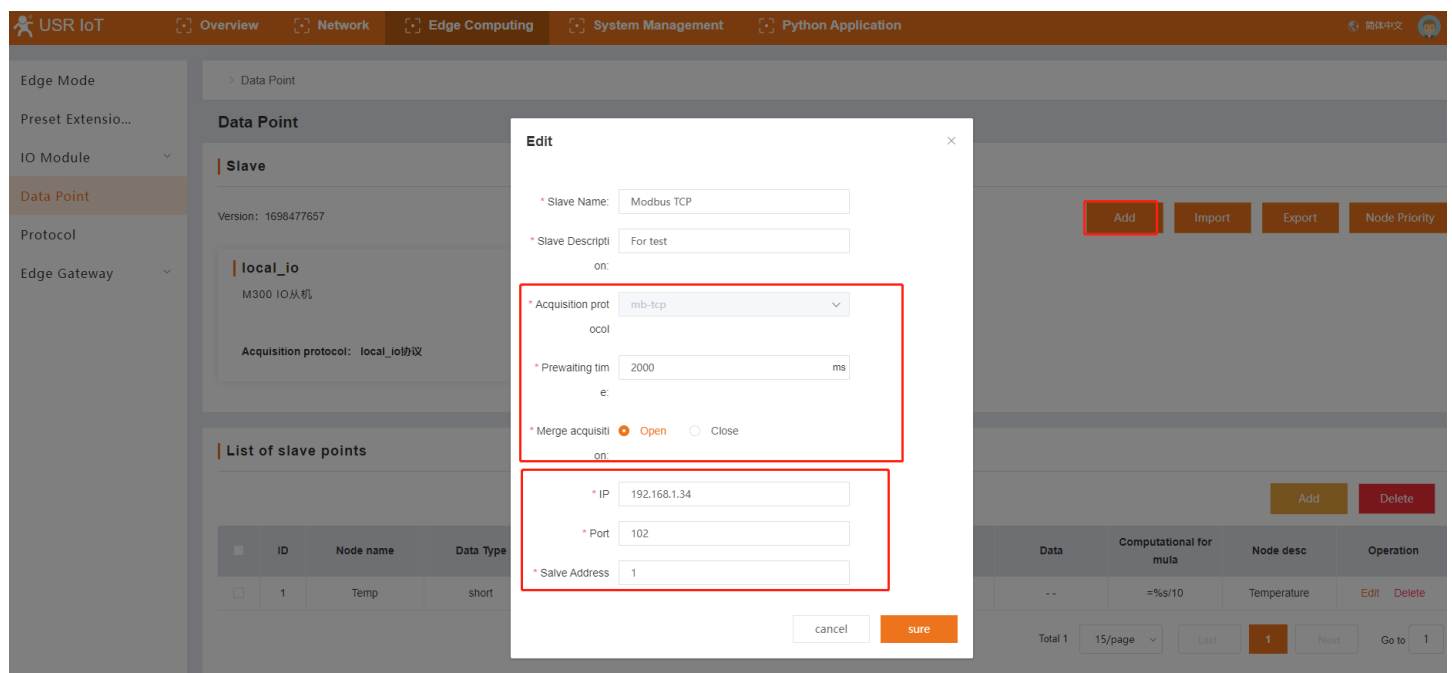 USR IoT
Overview
Network
Edge Computing
System Management
Python Application
简体中文
Edge Mode
Preset Extensio...
IO Module
Data Point
Protocol
Edge Gateway
> Data Point
Data Point
Slave
Version： 1698477657
Add
Import
Export
Node Priority
local_io
M300 IO从机
Acquisition protocol： local_io协议
Edit
* Slave Name:
Modbus TCP
* Slave Descripti
on:
For test
* Acquisition prot
ocol
mb-tcp
* Prewaiting tim
e:
2000
ms
* Merge acquisiti
on:
Open
Close
* IP
192.168.1.34
* Port
102
* Salve Address
1
cancel
sure
List of slave points
Add
Delete
ID
Node name
Data Type
Data
Computational for
mula
Node desc
Operation
1
Temp
short
- -
=%s/10
Temperature
Edit
Delete
Total 1
15/page
Last
1
Next
Go to
1